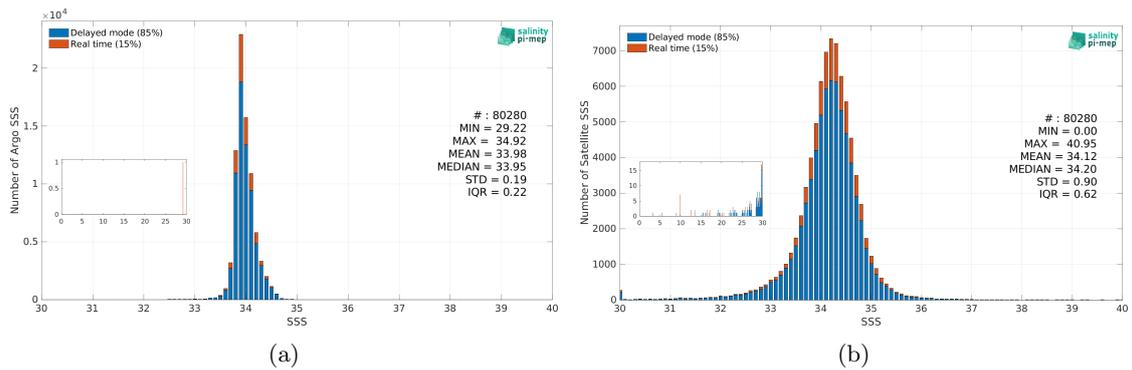 ×10⁴
Delayed mode (85%)
Real time (15%)
salinity
pi-mep
2
1.5
1
0.5
0
Number of Argo SSS
# : 80280
MIN = 29.22
MAX = 34.92
MEAN = 33.98
MEDIAN = 33.95
STD = 0.19
IQR = 0.22
1
0.5
0
0 5 10 15 20 25 30
30 31 32 33 34 35 36 37 38 39 40
SSS
(a)
Delayed mode (85%)
Real time (15%)
salinity
pi-mep
7000
6000
5000
4000
3000
2000
1000
0
Number of Satellite SSS
# : 80280
MIN = 0.00
MAX = 40.95
MEAN = 34.12
MEDIAN = 34.20
STD = 0.90
IQR = 0.62
15
10
5
0
0 5 10 15 20 25 30
30 31 32 33 34 35 36 37 38 39 40
SSS
(b)